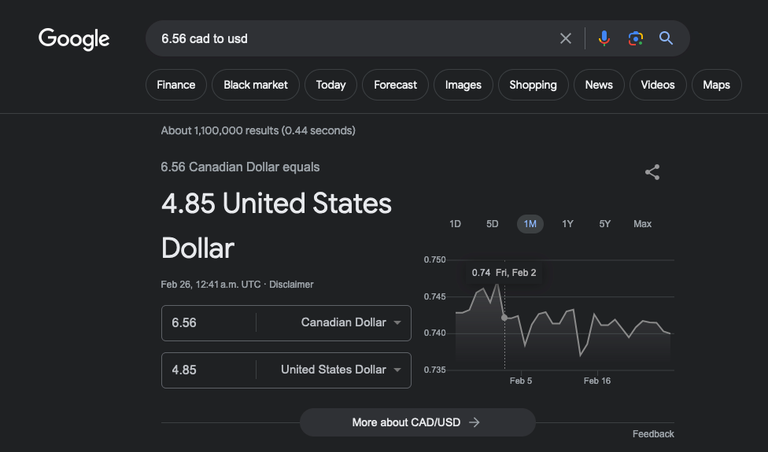 Google
6.56 cad to usd
Finance
Black market
Today
Forecast
Images
Shopping
News
Videos
Maps
About 1,100,000 results (0.44 seconds)
6.56 Canadian Dollar equals
4.85 United States
Dollar
Feb 26, 12:41 a.m. UTC · Disclaimer
6.56 Canadian Dollar
4.85 United States Dollar
1D 5D 1M 1Y 5Y Max
0.750
0.74 Fri, Feb 2
0.745
0.740
0.735
Feb 5 Feb 16
More about CAD/USD
Feedback